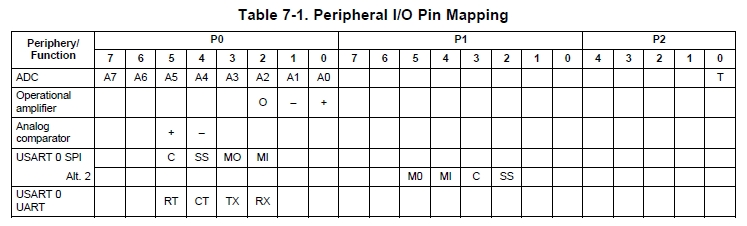 Table 7-1. Peripheral I/O Pin Mapping
Periphery/ Function P0 P1 P2
7 6 5 4 3 2 1 0 7 6 5 4 3 2 1 0 4 3 2 1 0
ADC A7 A6 A5 A4 A3 A2 A1 A0 T
Operational amplifier O – +
Analog comparator + –
USART 0 SPI C SS MO MI
Alt. 2 M0 MI C SS
USART 0 UART RT CT TX RX